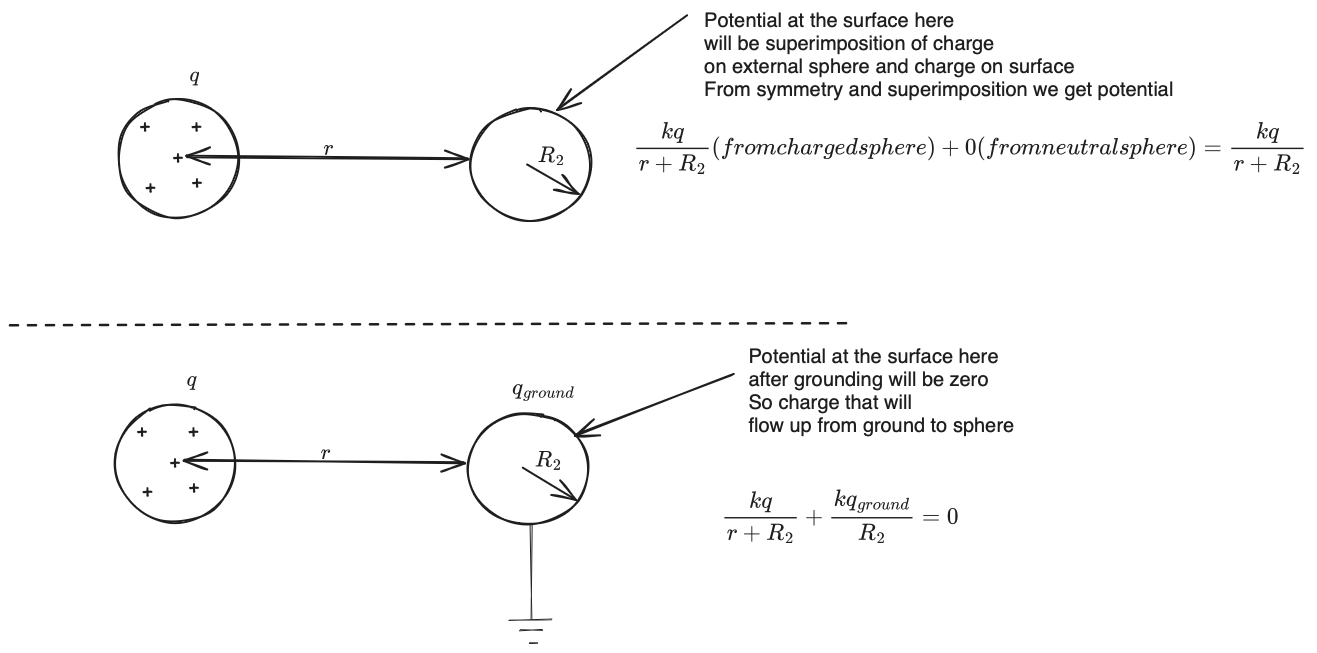 Potential at the surface here
will be superimposition of charge
on external sphere and charge on surface
From symmetry and superimposition we get potential
q
+ +
+
+ +
r
R_2
\frac{kq}{r + R_2}(fromchargedsphere) + 0(fromneutralsphere) = \frac{kq}{r + R_2}
Potential at the surface here
after grounding will be zero
So charge that will
flow up from ground to sphere
q
q_{ground}
+ +
+
+ +
r
R_2
\frac{kq}{r + R_2} + \frac{kq_{ground}}{R_2} = 0